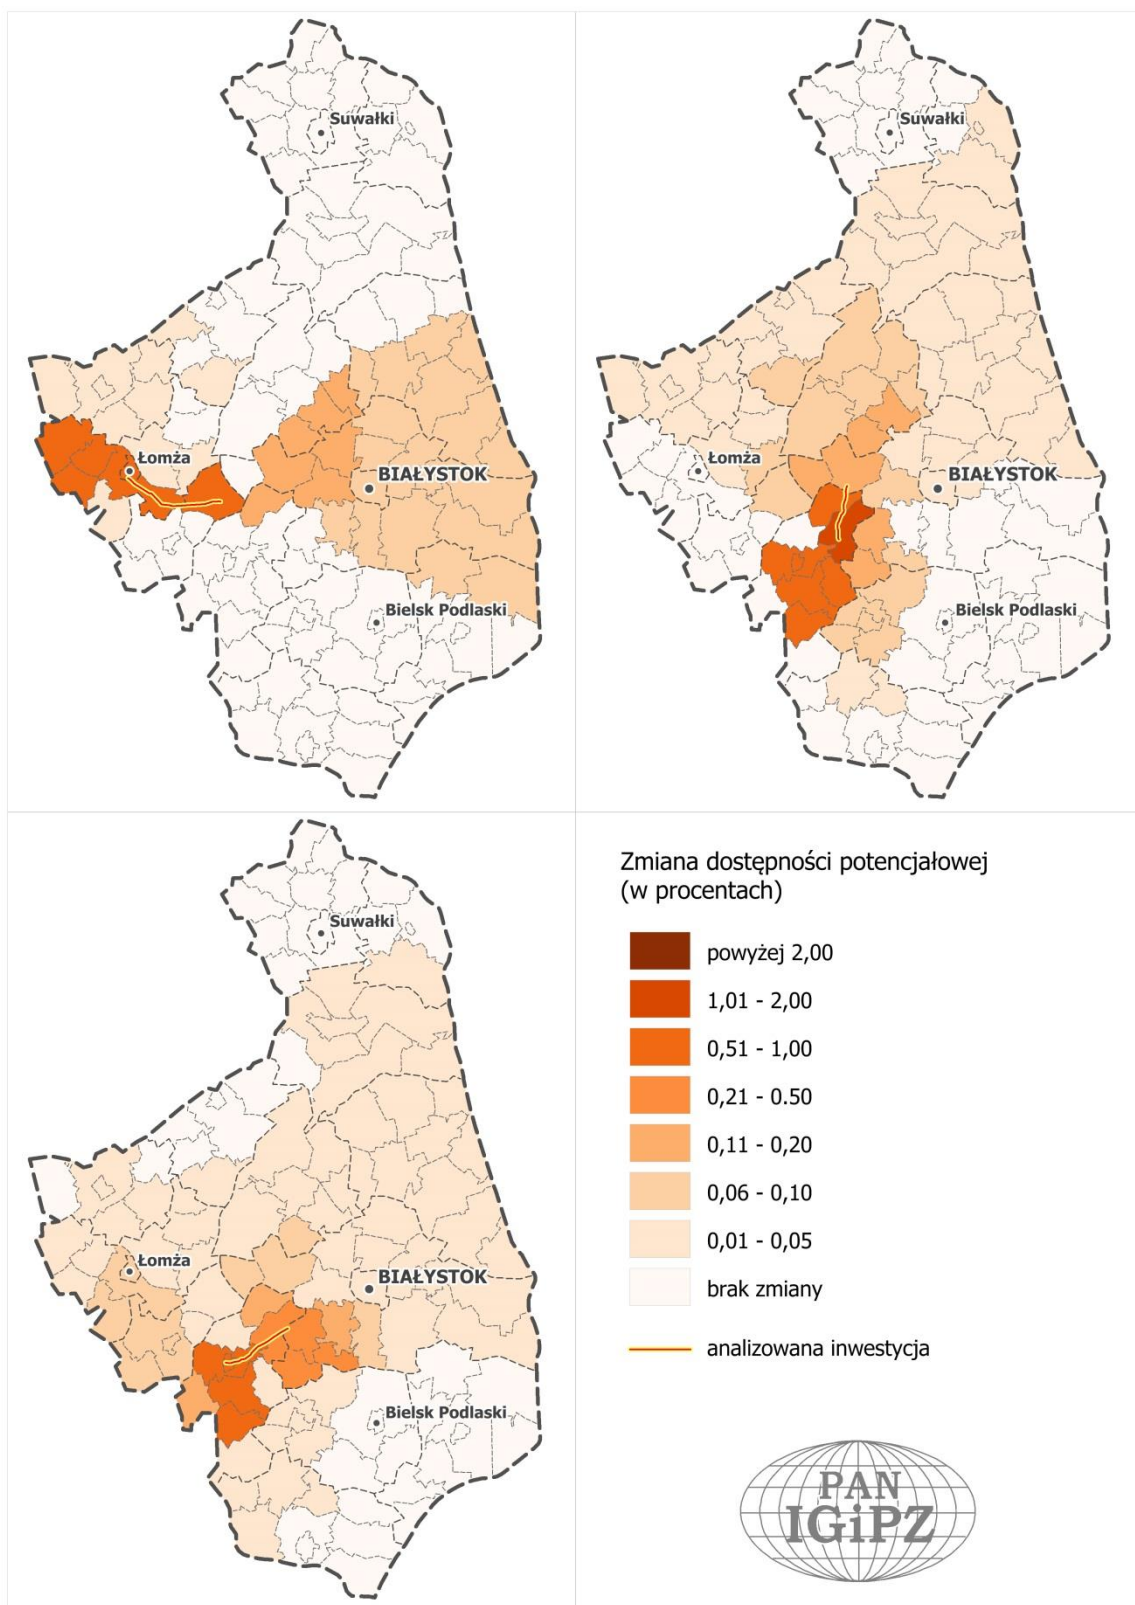 Suwałki
Łomża
BIAŁYSTOK
Bielsk Podlaski
Suwałki
Łomża
BIAŁYSTOK
Bielsk Podlaski
Suwałki
Łomża
BIAŁYSTOK
Bielsk Podlaski
Zmiana dostępności potencjałowej
(w procentach)
powyżej 2,00
1,01 - 2,00
0,51 - 1,00
0,21 - 0.50
0,11 - 0,20
0,06 - 0,10
0,01 - 0,05
brak zmiany
analizowana inwestycja
PAN
IGiPZ